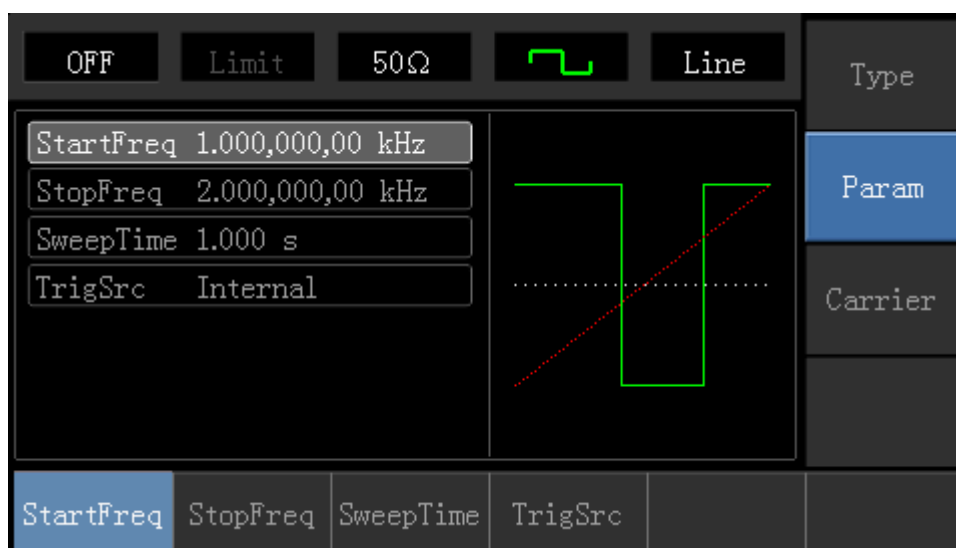 OFF Limit 50Ω Line
Type
StartFreq 1.000,000,00 kHz
StopFreq 2.000,000,00 kHz
Param
SweepTime 1.000 s
TrigSrc Internal
Carrier
StartFreq StopFreq SweepTime TrigSrc